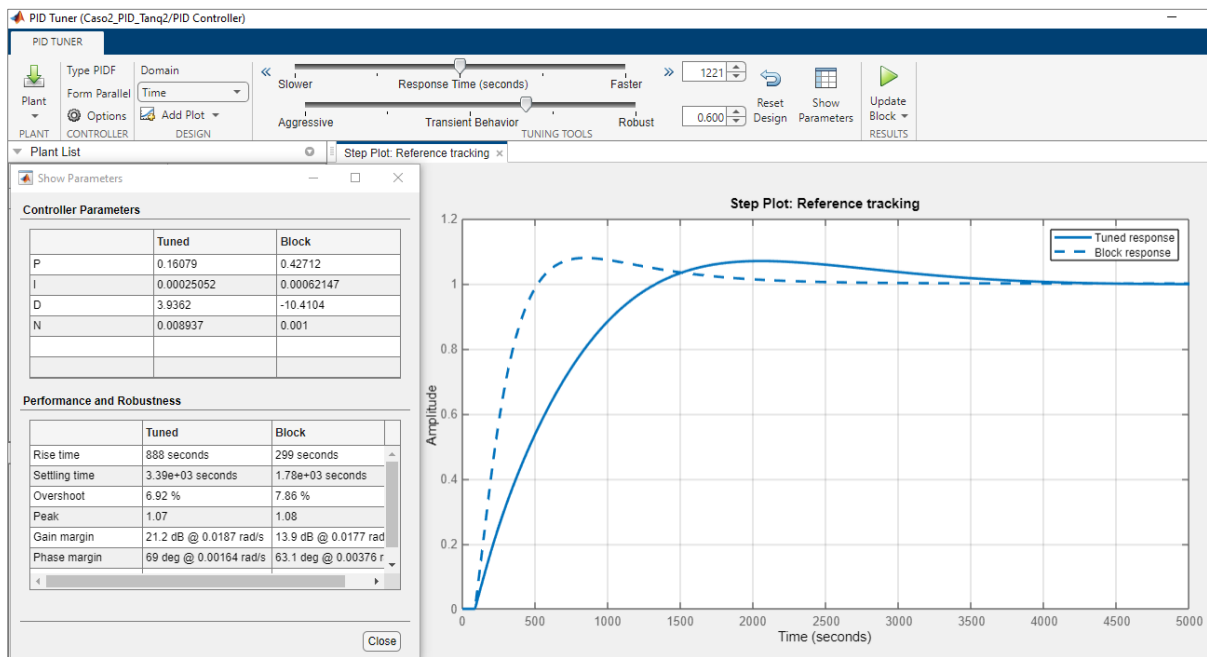 PID Tuner (Caso2_PID_Tanq2/PID Controller)
PID TUNER
Plant
PLANT
Type PIDF
Form Parallel
Options
CONTROLLER
Domain
Time
Add Plot
DESIGN
Slower Response Time (seconds) Faster
1221
Aggressive Transient Behavior Robust
0.600
TUNING TOOLS
Reset
Design
Show
Parameters
Update
Block
RESULTS
Plant List
Step Plot: Reference tracking
Show Parameters
Controller Parameters
Tuned Block
P 0.16079 0.42712
I 0.00025052 0.00062147
D 3.9362 -10.4104
N 0.008937 0.001
Performance and Robustness
Tuned Block
Rise time 888 seconds 299 seconds
Settling time 3.39e+03 seconds 1.78e+03 seconds
Overshoot 6.92 % 7.86 %
Peak 1.07 1.08
Gain margin 21.2 dB @ 0.0187 rad/s 13.9 dB @ 0.0177 rad
Phase margin 69 deg @ 0.00164 rad/s 63.1 deg @ 0.00376 r
Close
Step Plot: Reference tracking
Tuned response
Block response
Amplitude
1.2
1
0.8
0.6
0.4
0.2
0
0 500 1000 1500 2000 2500 3000 3500 4000 4500 5000
Time (seconds)